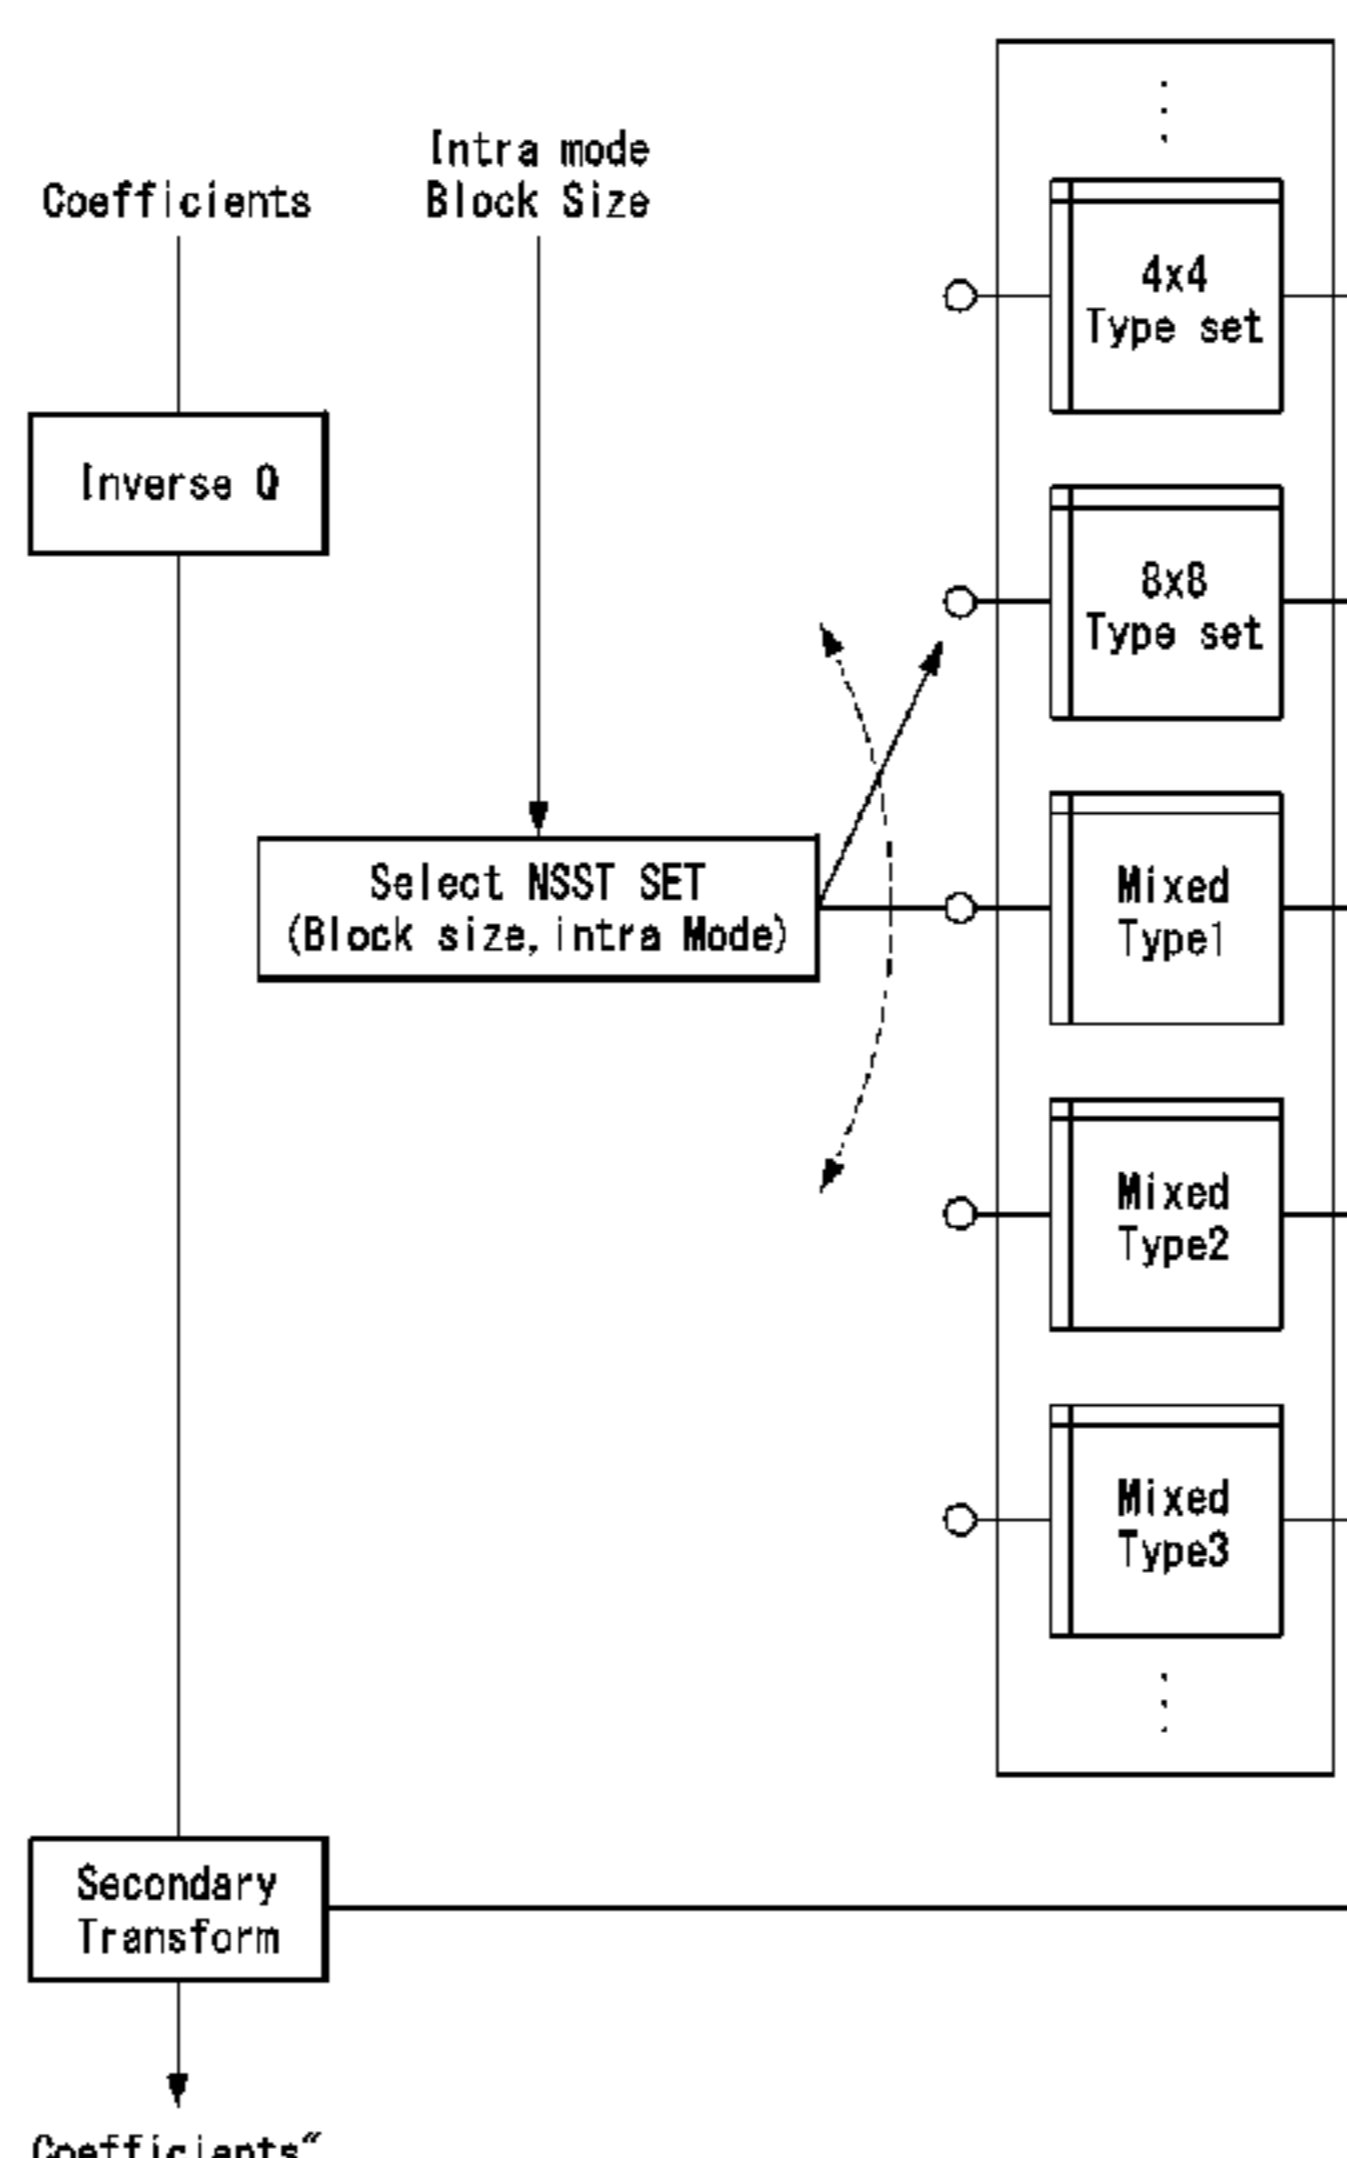 Coefficients
Intra mode
Block Size
Inverse Q
Select NSST SET
(Block size, intra Mode)
4x4
Type set
8x8
Type set
Mixed
Type1
Mixed
Type2
Mixed
Type3
Secondary
Transform
Coefficients"